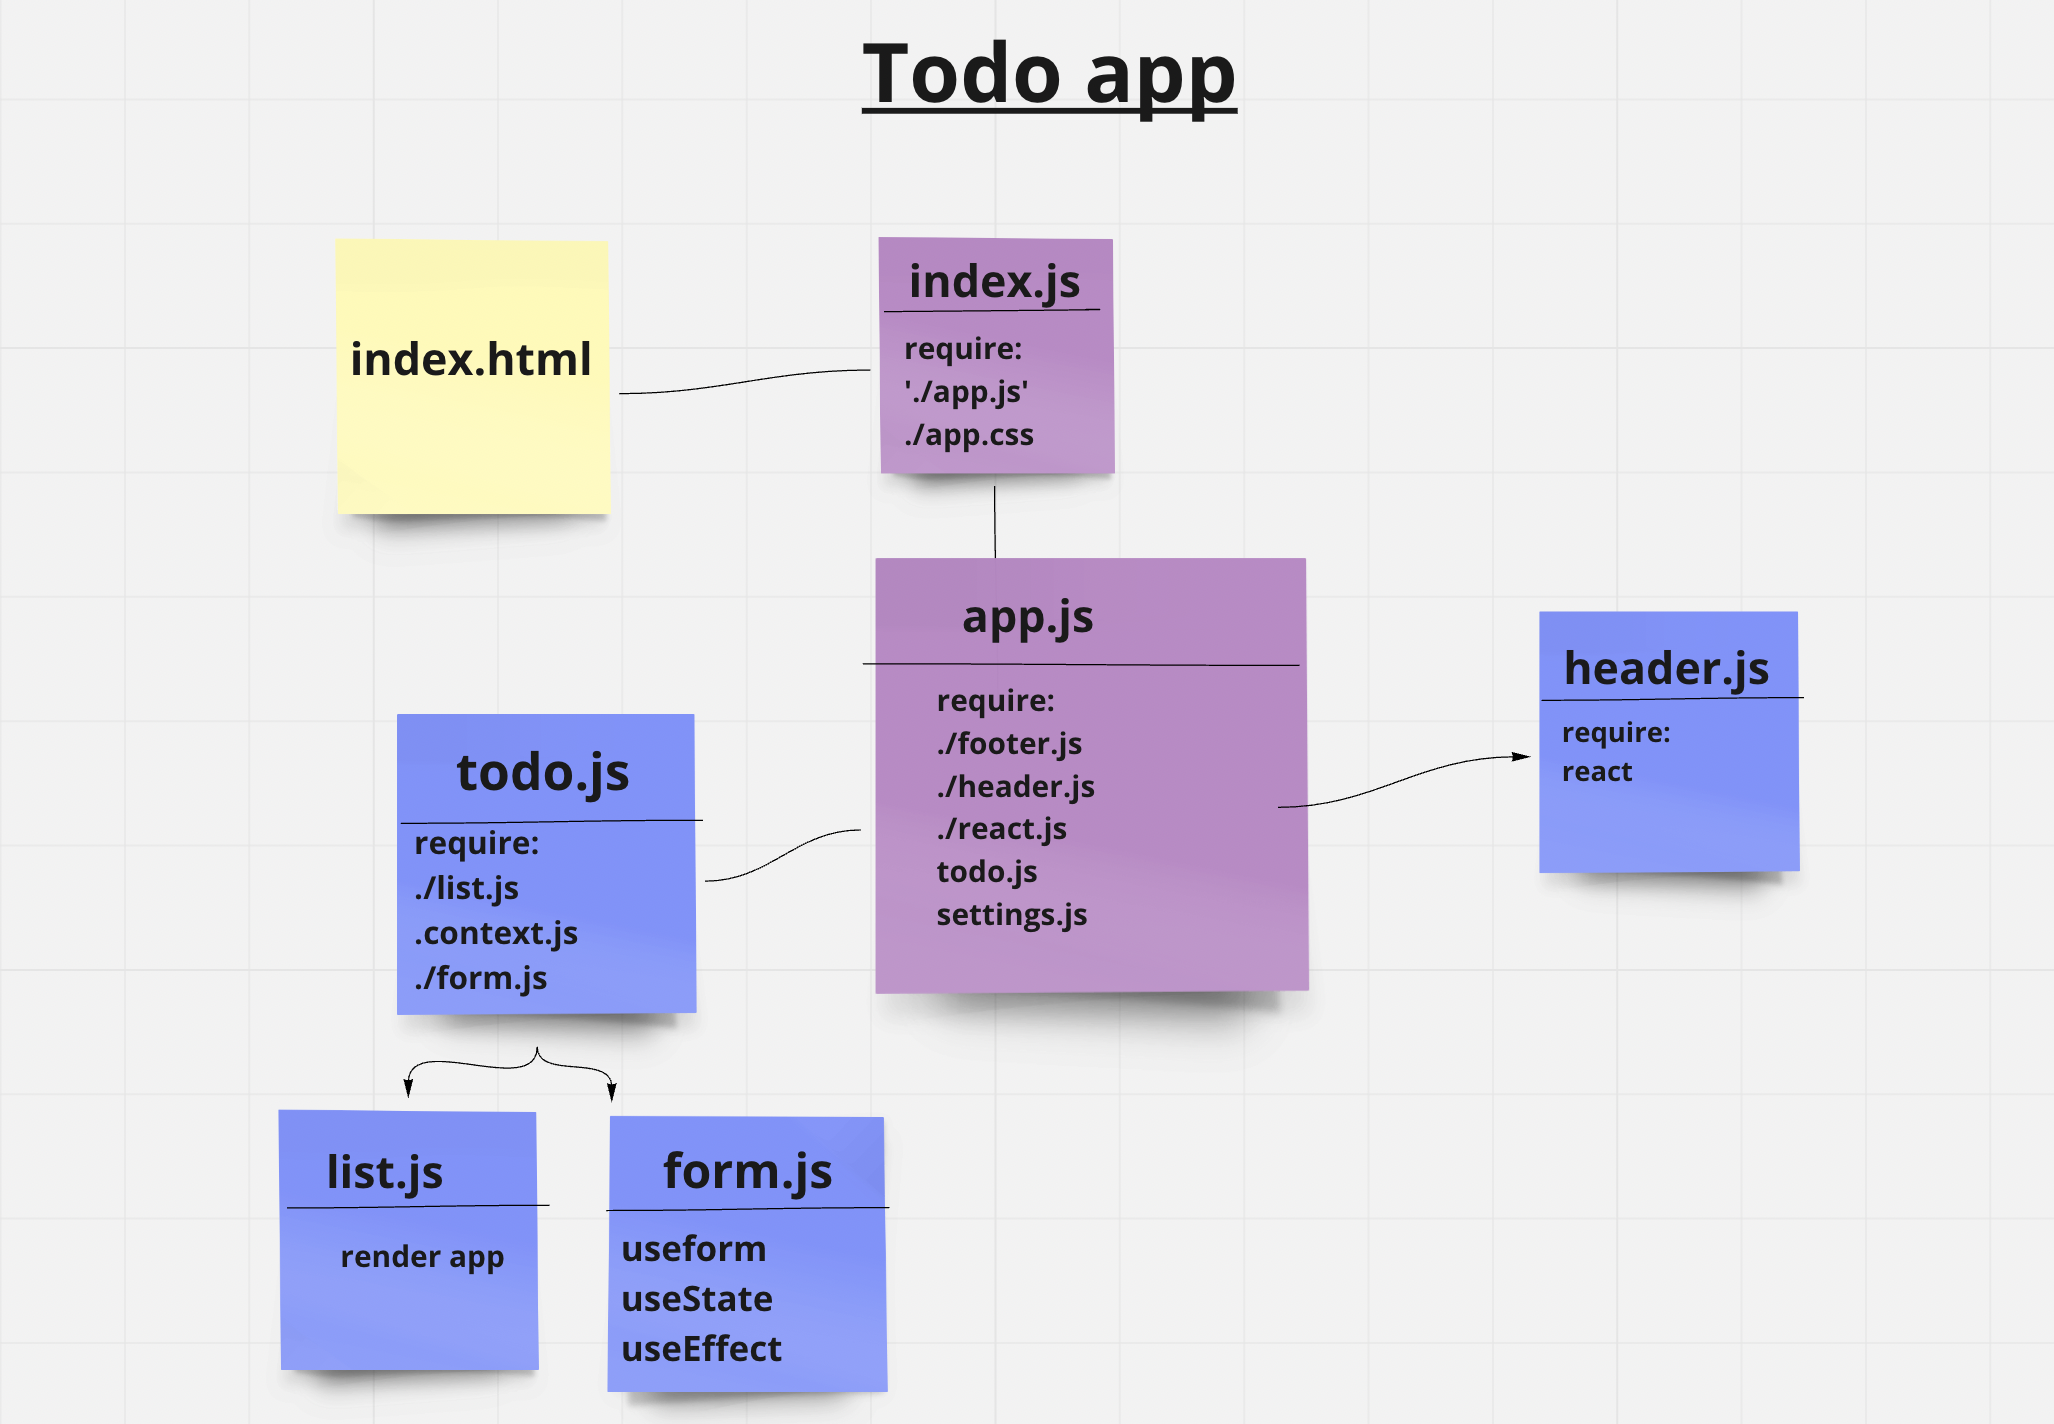 Todo app
index.html
index.js
require:
'./app.js'
./app.css
app.js
require:
./footer.js
./header.js
./react.js
todo.js
settings.js
header.js
require:
react
todo.js
require:
./list.js
.context.js
./form.js
list.js
render app
form.js
useform
useState
useEffect